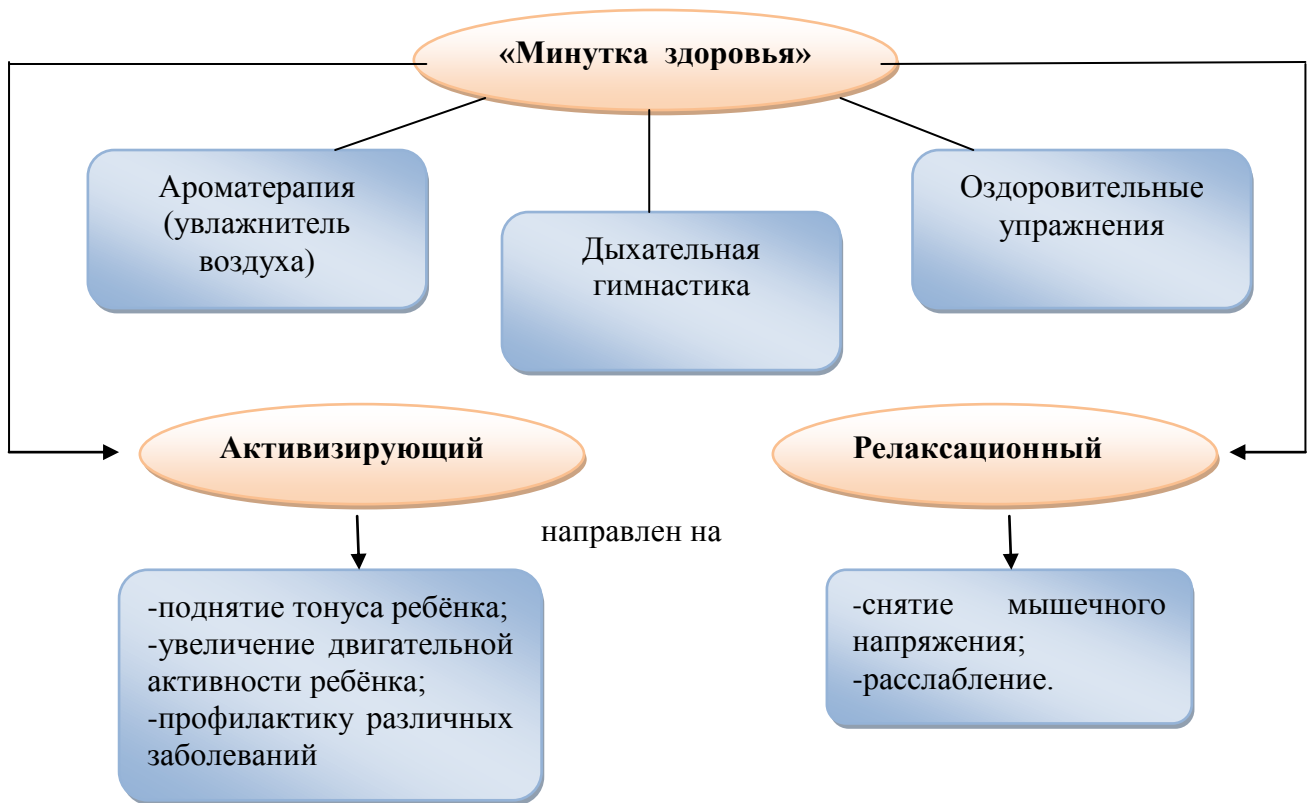 «Минутка здоровья»
Ароматерапия
(увлажнитель
воздуха)
Дыхательная
гимнастика
Оздоровительные
упражнения
Активизирующий
Релаксационный
направлен на
-поднятие тонуса ребёнка;
-увеличение двигательной
активности ребёнка;
-профилактику различных
заболеваний
-снятие мышечного
напряжения;
-расслабление.